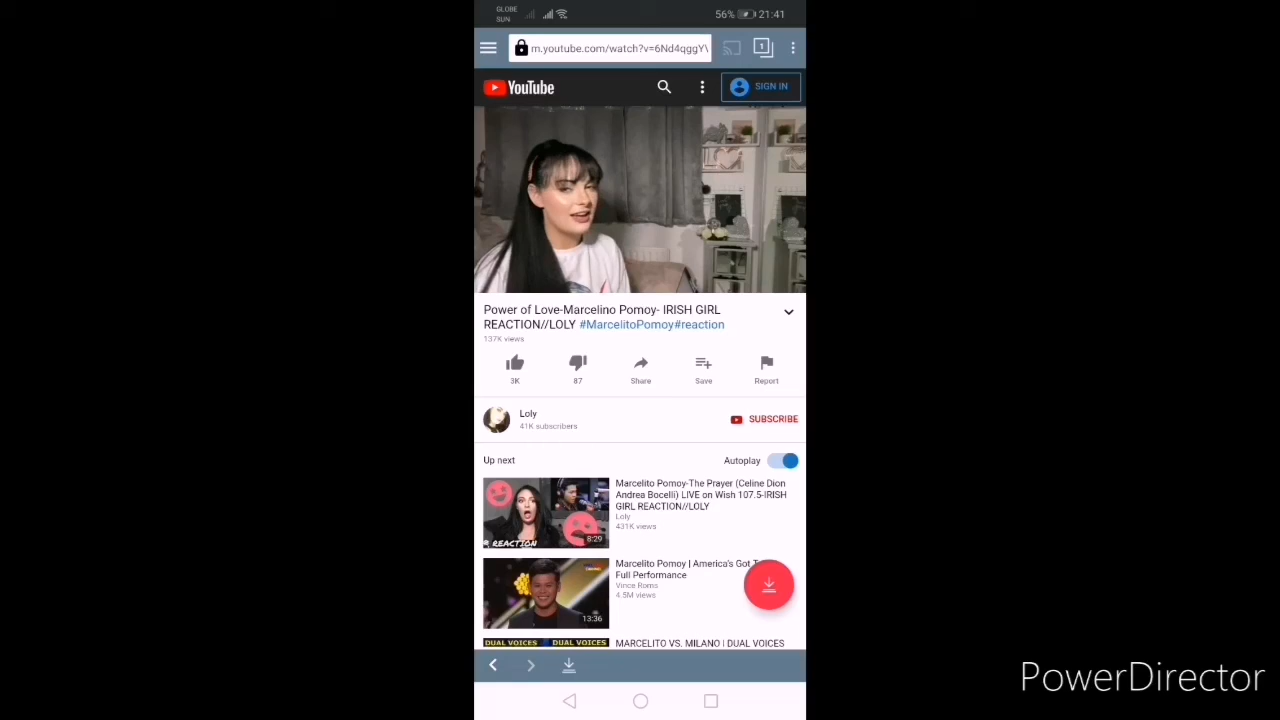 GLOBE
SUN
56% 21:41
m.youtube.com/watch?v=6Nd4qggY\
1
YouTube
SIGN IN
Power of Love-Marcelino Pomoy- IRISH GIRL
REACTION//LOLY #MarcelitoPomoy#reaction
137K views
3K
87
Share
Save
Report
Loly
41K subscribers
SUBSCRIBE
Up next
Autoplay
Marcelito Pomoy-The Prayer (Celine Dion
Andrea Bocelli) LIVE on Wish 107.5-IRISH
GIRL REACTION//LOLY
Loly
431K views
REACTION
8:29
Marcelito Pomoy | America's Got
Full Performance
Vince Roms
4.5M views
13:36
DUAL VOICES DUAL VOICES
MARCELITO VS. MILANO | DUAL VOICES
PowerDirector